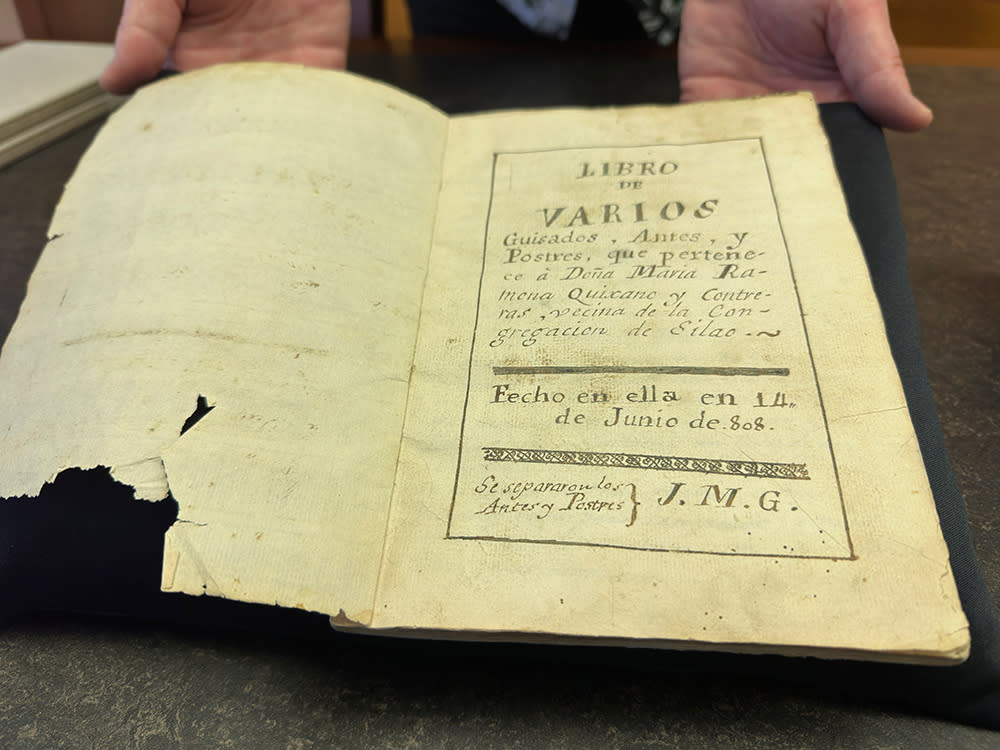 LIBRO
DE
VARIOS
Guisados, Antes, y
Postres, que pertene-
ce à Doña Maria Ra-
mona Quixano y Contre-
ras, vecina de la Con-
gregacion de Silao.~
Fecho en ella en 14,,
de Junio de.808.
Se separaron los
Antes y Postres } J. M. G.